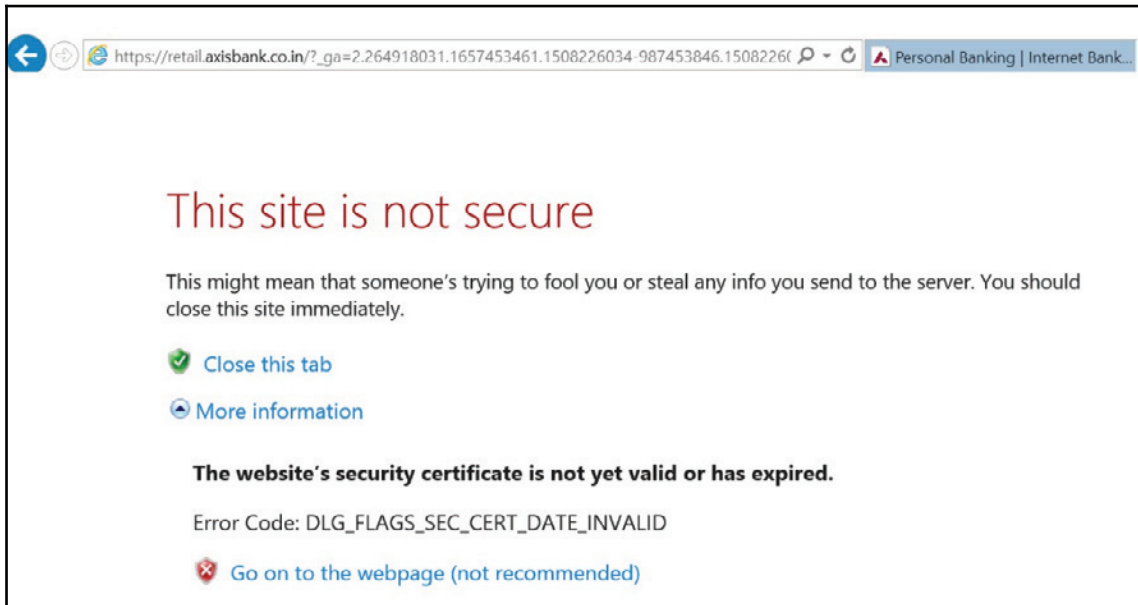 https://retail.axisbank.co.in/?_ga=2.264918031.1657453461.1508226034-987453846.1508226( Personal Banking | Internet Bank...
This site is not secure
This might mean that someone's trying to fool you or steal any info you send to the server. You should
close this site immediately.
Close this tab
More information
The website's security certificate is not yet valid or has expired.
Error Code: DLG_FLAGS_SEC_CERT_DATE_INVALID
Go on to the webpage (not recommended)